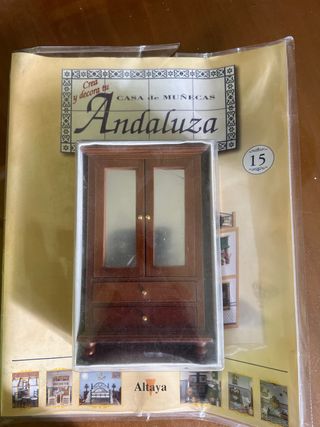 Crea
y decora tu
CASA de MUÑECAS
Andaluza
15
Altaya